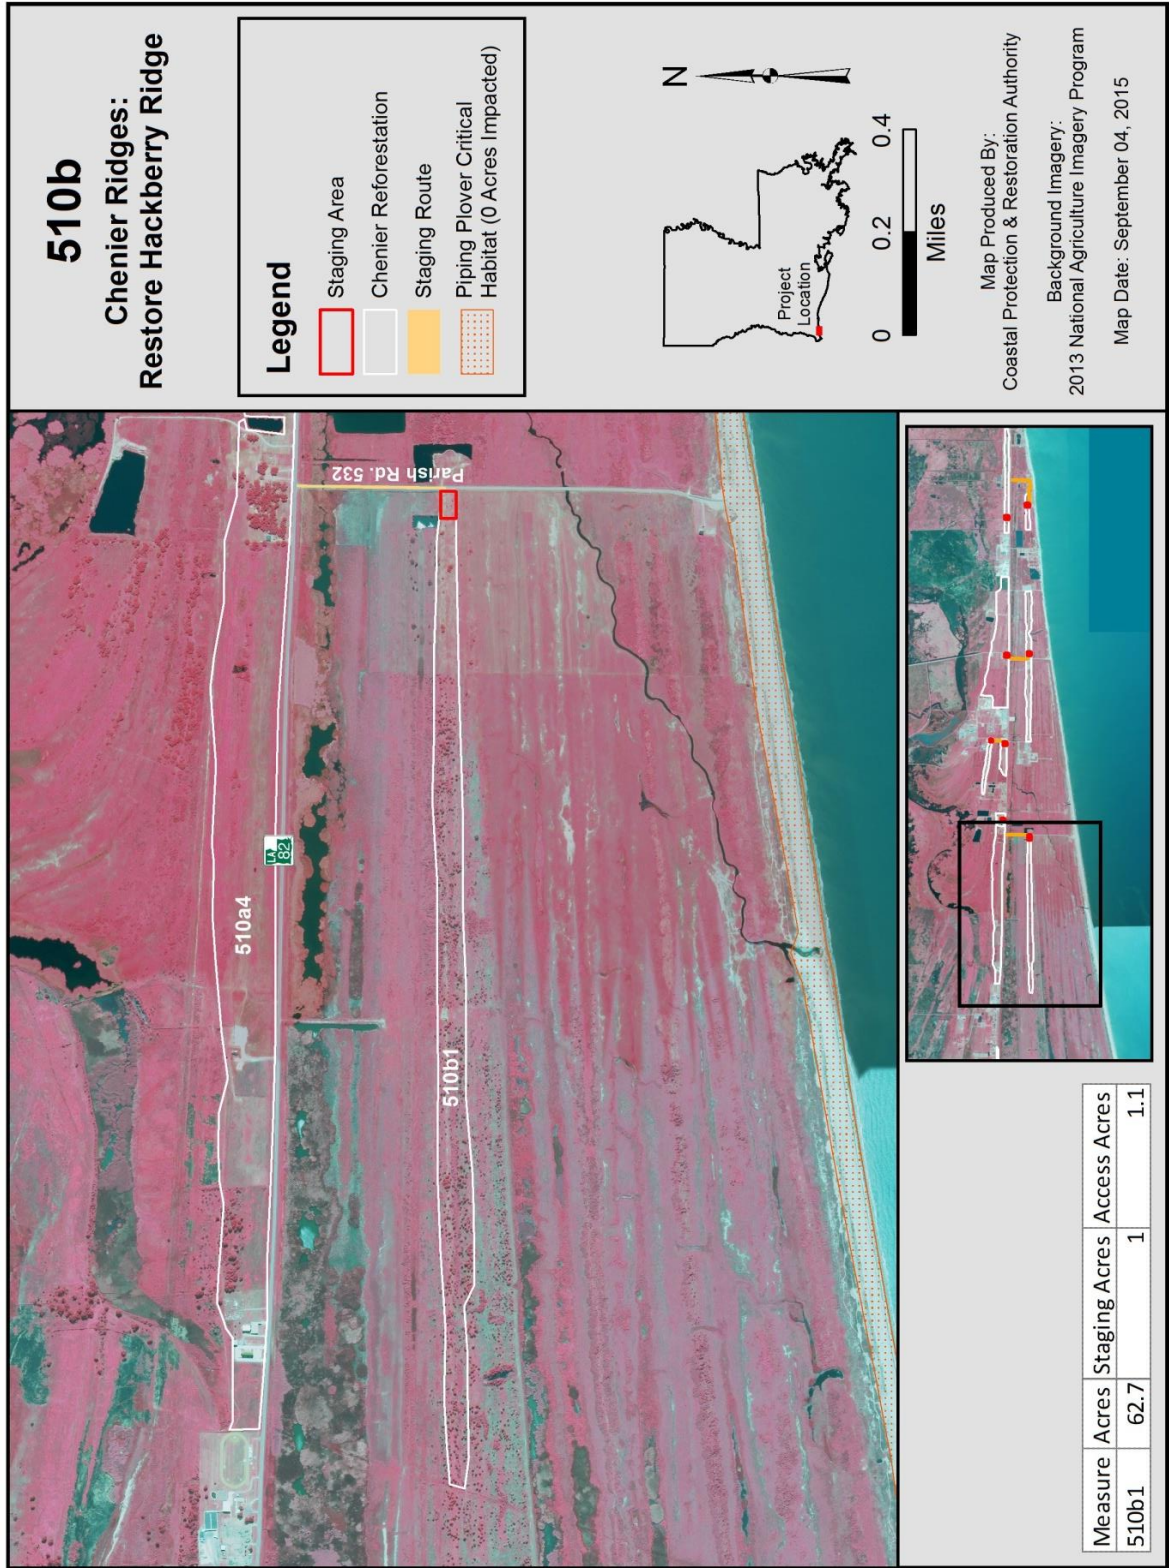 510b
Chenier Ridges:
Restore Hackberry Ridge
Legend
Staging Area
Chenier Reforestation
Staging Route
Piping Plover Critical
Habitat (0 Acres Impacted)
N
Project
Location
0 0.2 0.4
Miles
Map Produced By:
Coastal Protection & Restoration Authority
Background Imagery:
2013 National Agriculture Imagery Program
Map Date: September 04, 2015
510a4
LA
82
Parish Rd. 532
510b1
Measure Acres Staging Acres Access Acres
510b1 62.7 1 1.1